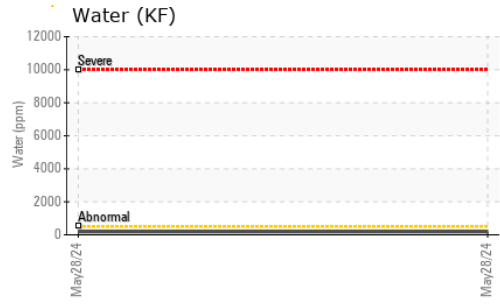 Water (KF)
12000
10000
8000
6000
4000
2000
0
Water (ppm)
Severe
Abnormal
May28/24
May28/24